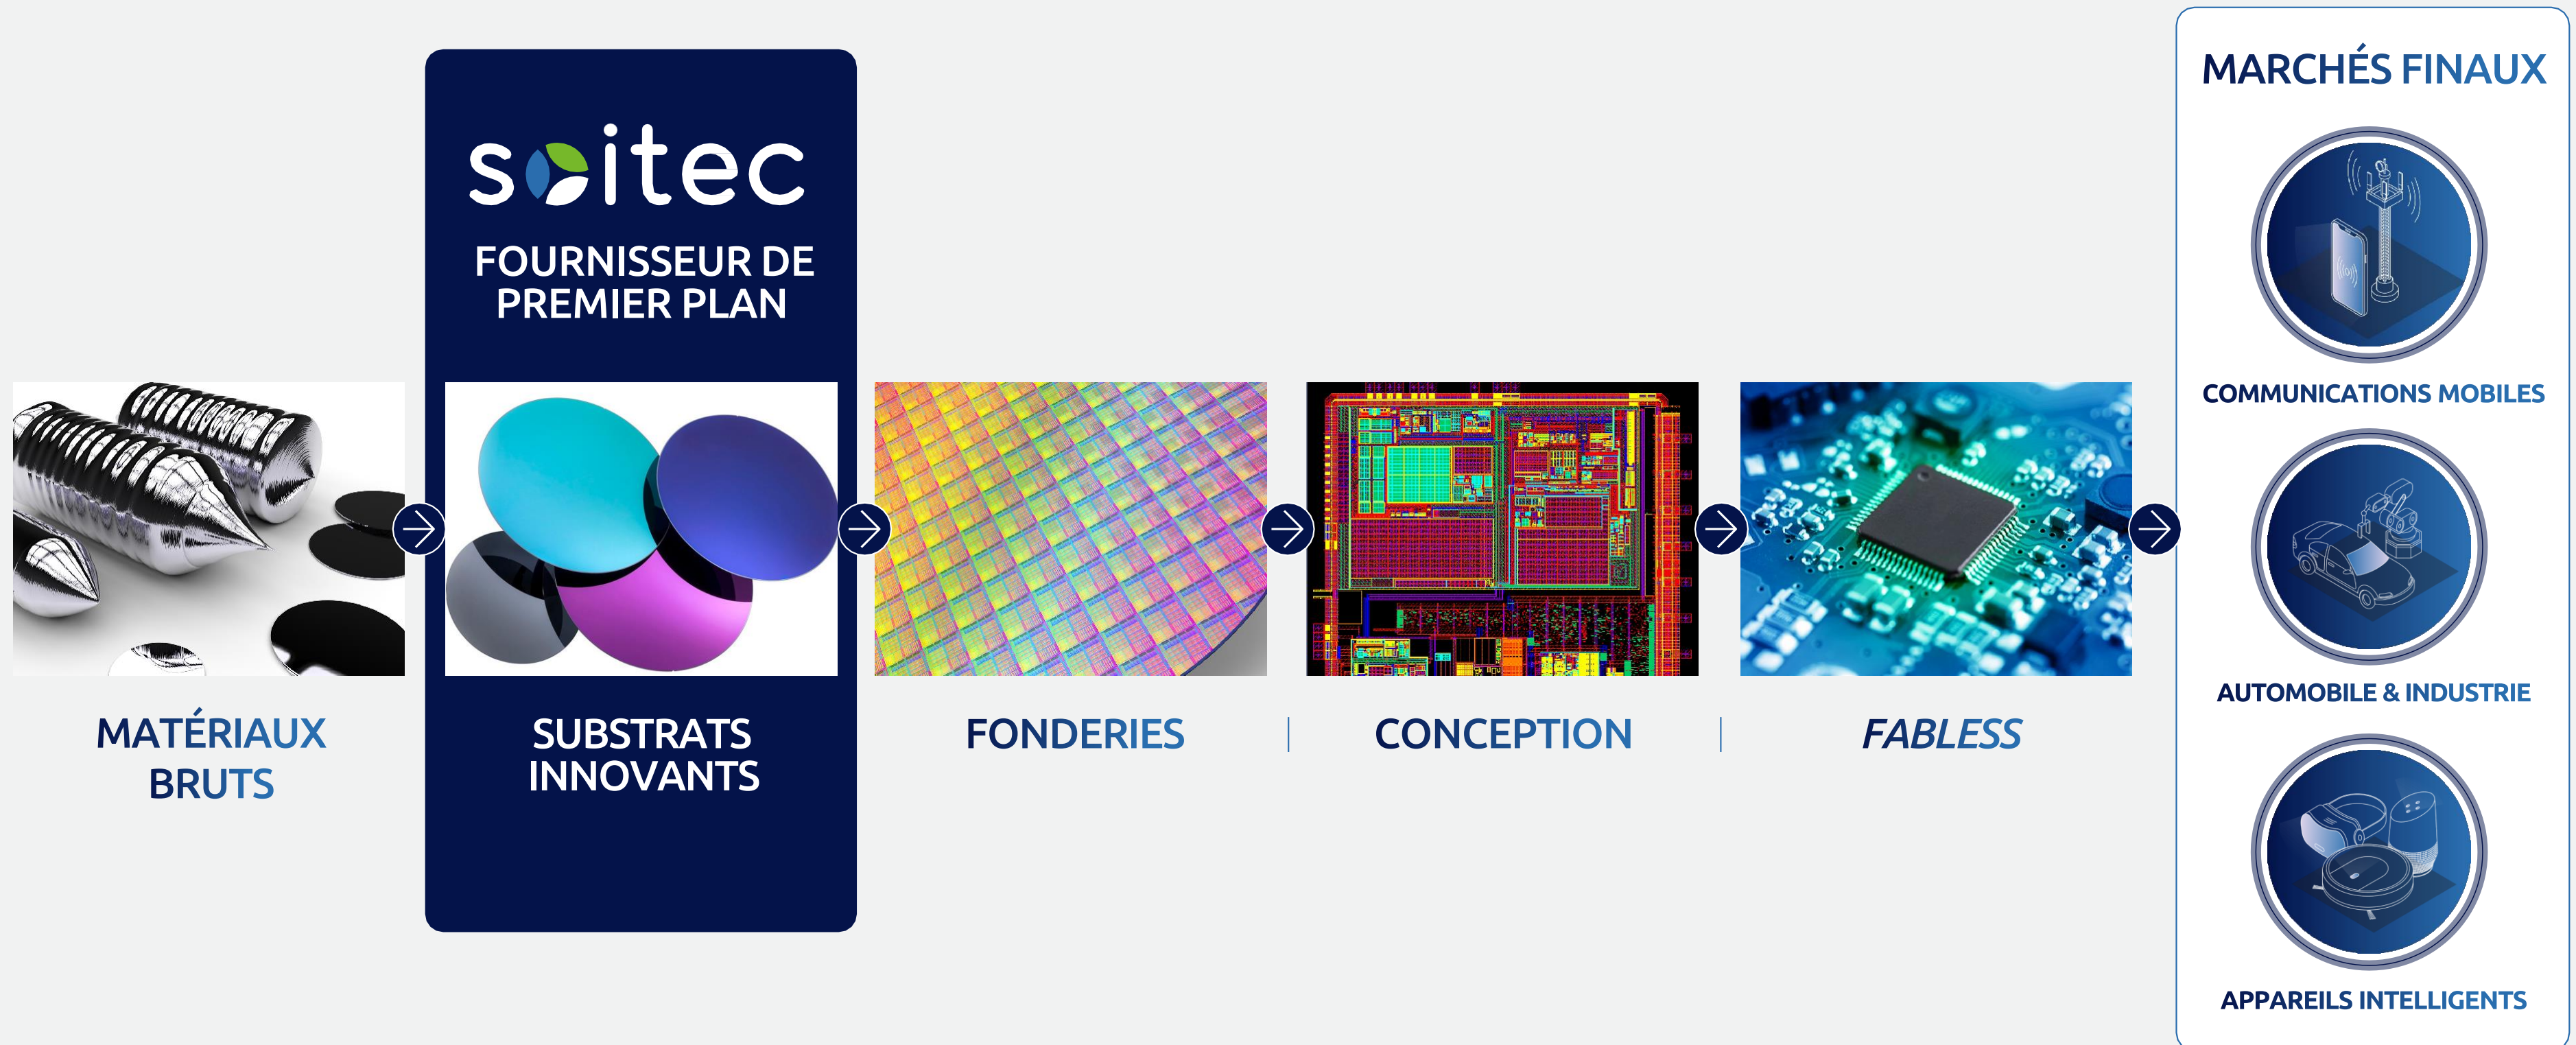 soitec
FOURNISSEUR DE
PREMIER PLAN
MATÉRIAUX
BRUTS
SUBSTRATS
INNOVANTS
FONDERIES
CONCEPTION
FABLESS
MARCHÉS FINAUX
COMMUNICATIONS MOBILES
AUTOMOBILE & INDUSTRIE
APPAREILS INTELLIGENTS